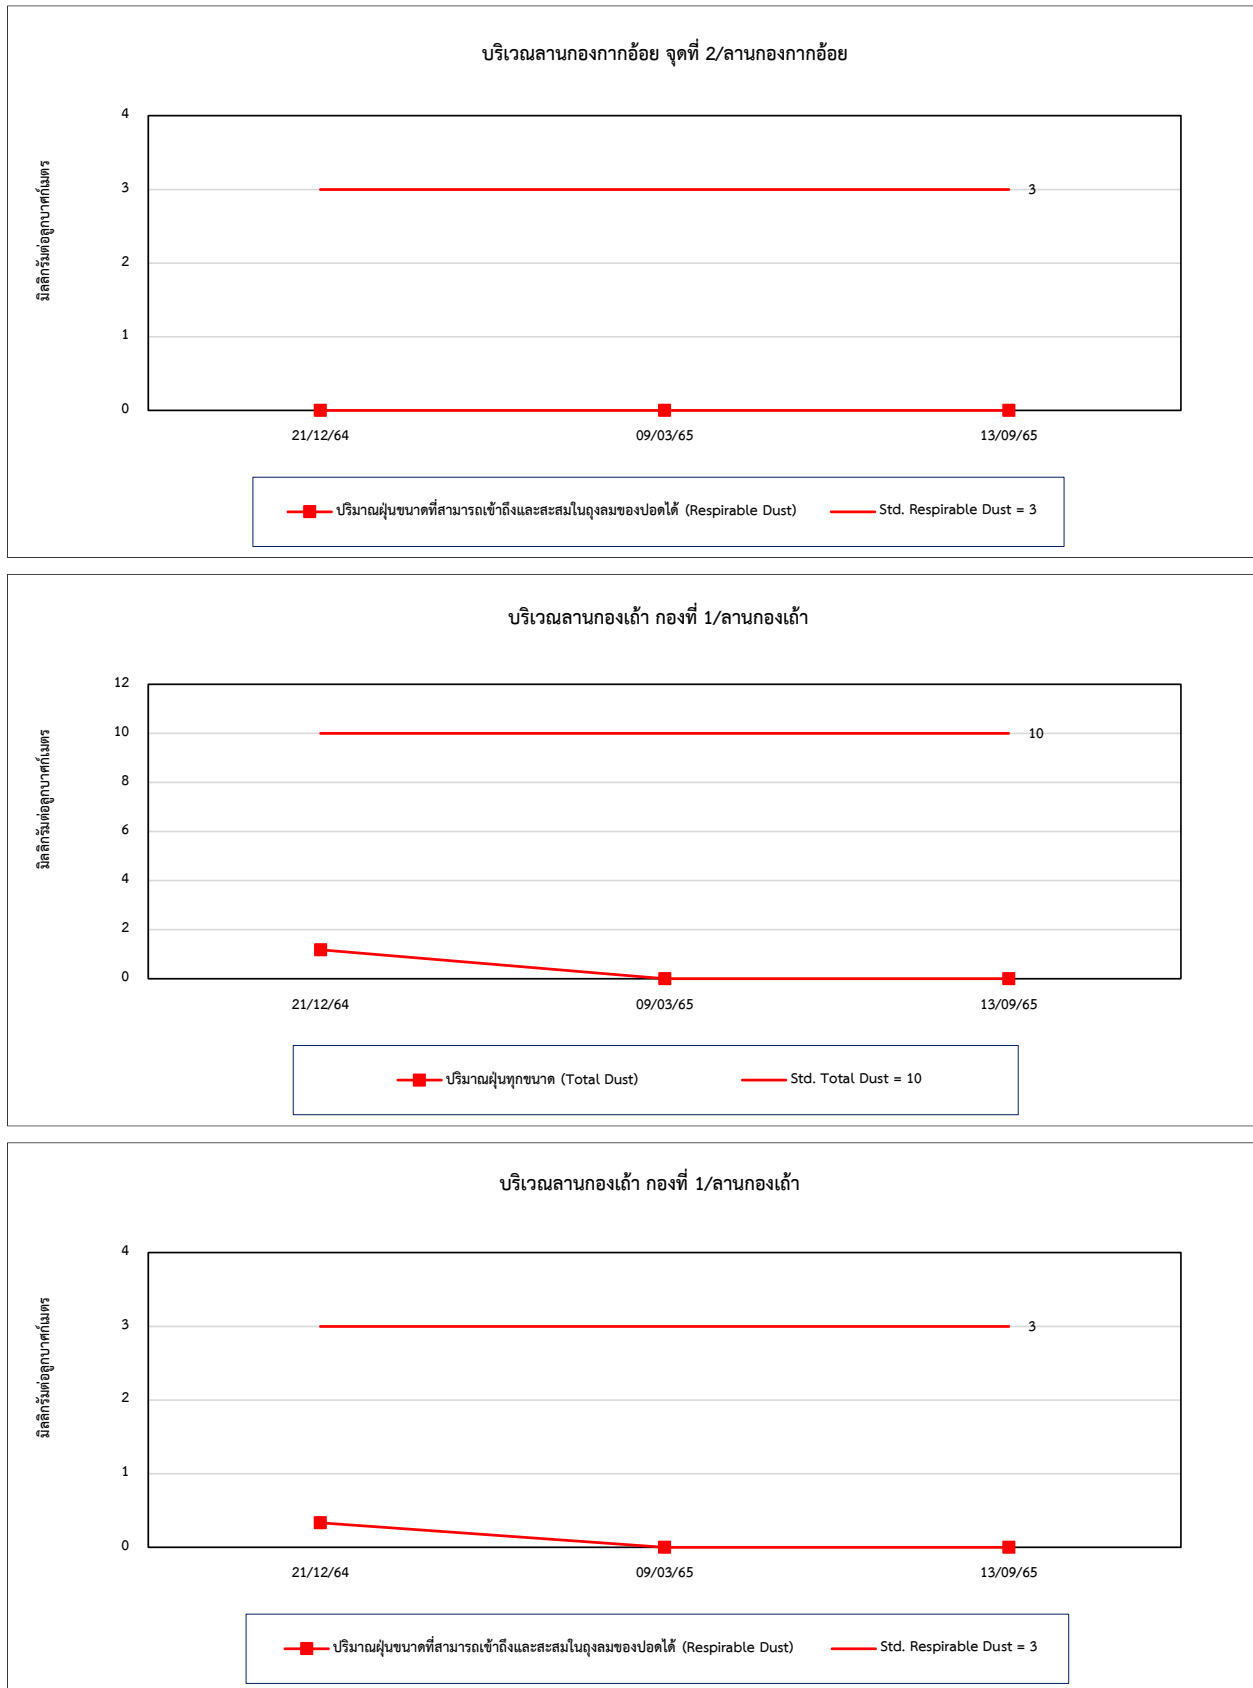 บริเวณลานกองกากอ้อย จุดที่ 2/ลานกองกากอ้อย
มิลลิกรัมต่อลูกบาศก์เมตร
4
3
3
2
1
0
21/12/64 09/03/65 13/09/65
ปริมาณฝุ่นขนาดที่สามารถเข้าถึงและสะสมในถุงลมของปอดได้ (Respirable Dust) Std. Respirable Dust = 3
บริเวณลานกองเถ้า กองที่ 1/ลานกองเถ้า
มิลลิกรัมต่อลูกบาศก์เมตร
12
10
10
8
6
4
2
0
21/12/64 09/03/65 13/09/65
ปริมาณฝุ่นทุกขนาด (Total Dust) Std. Total Dust = 10
บริเวณลานกองเถ้า กองที่ 1/ลานกองเถ้า
มิลลิกรัมต่อลูกบาศก์เมตร
4
3
3
2
1
0
21/12/64 09/03/65 13/09/65
ปริมาณฝุ่นขนาดที่สามารถเข้าถึงและสะสมในถุงลมของปอดได้ (Respirable Dust) Std. Respirable Dust = 3